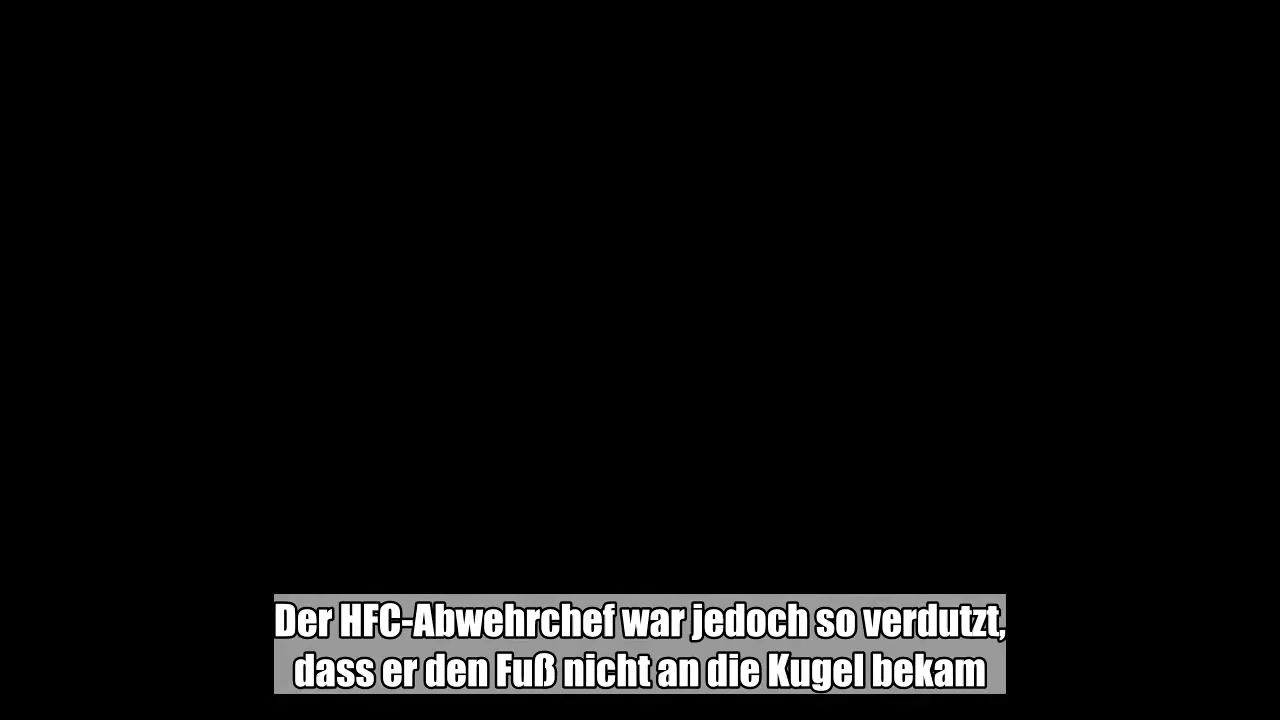 Der HFC-Abwehrchef war jedoch so verdutzt,
dass er den Fuß nicht an die Kugel bekam